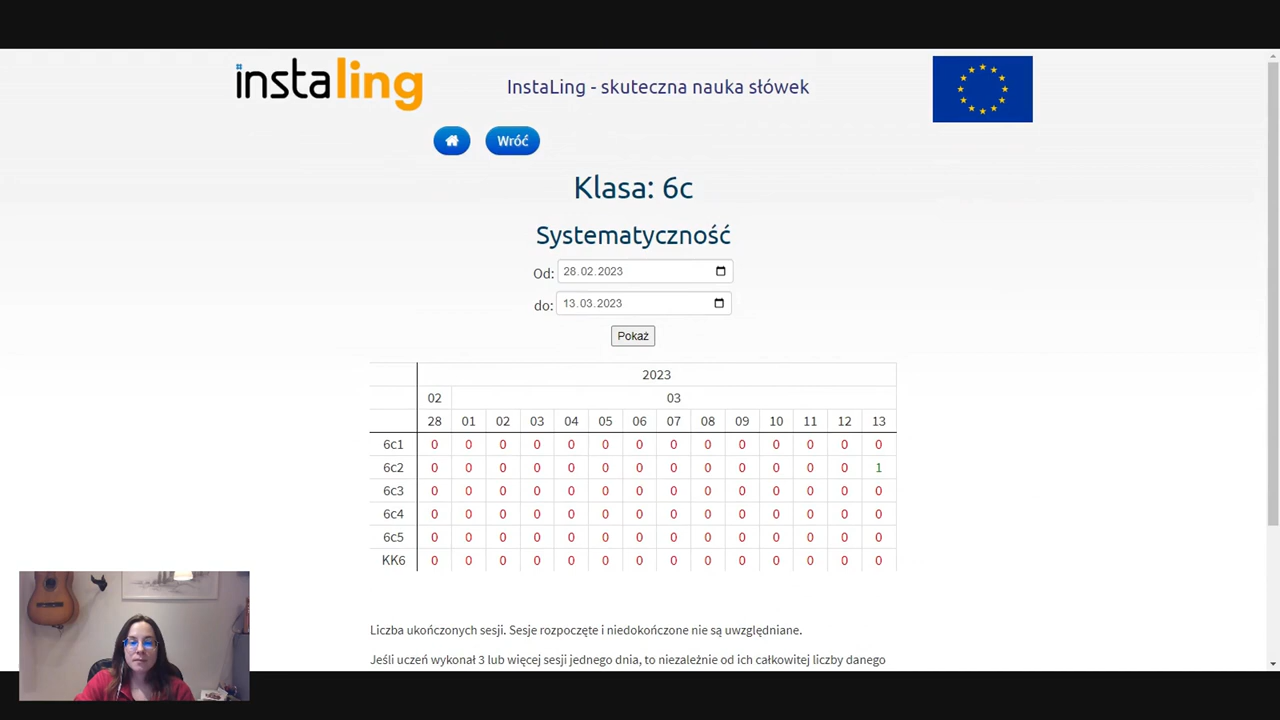 instaling
InstaLing - skuteczna nauka słówek
Wróć
Klasa: 6c
Systematyczność
Od: 28.02.2023
do: 13.03.2023
Pokaż
2023
02 03
28 01 02 03 04 05 06 07 08 09 10 11 12 13
6c1 0 0 0 0 0 0 0 0 0 0 0 0 0 0
6c2 0 0 0 0 0 0 0 0 0 0 0 0 0 1
6c3 0 0 0 0 0 0 0 0 0 0 0 0 0 0
6c4 0 0 0 0 0 0 0 0 0 0 0 0 0 0
6c5 0 0 0 0 0 0 0 0 0 0 0 0 0 0
KK6 0 0 0 0 0 0 0 0 0 0 0 0 0 0
Liczba ukończonych sesji. Sesje rozpoczęte i niedokończone nie są uwzględniane.
Jeśli uczeń wykonał 3 lub więcej sesji jednego dnia, to niezależnie od ich całkowitej liczby danego